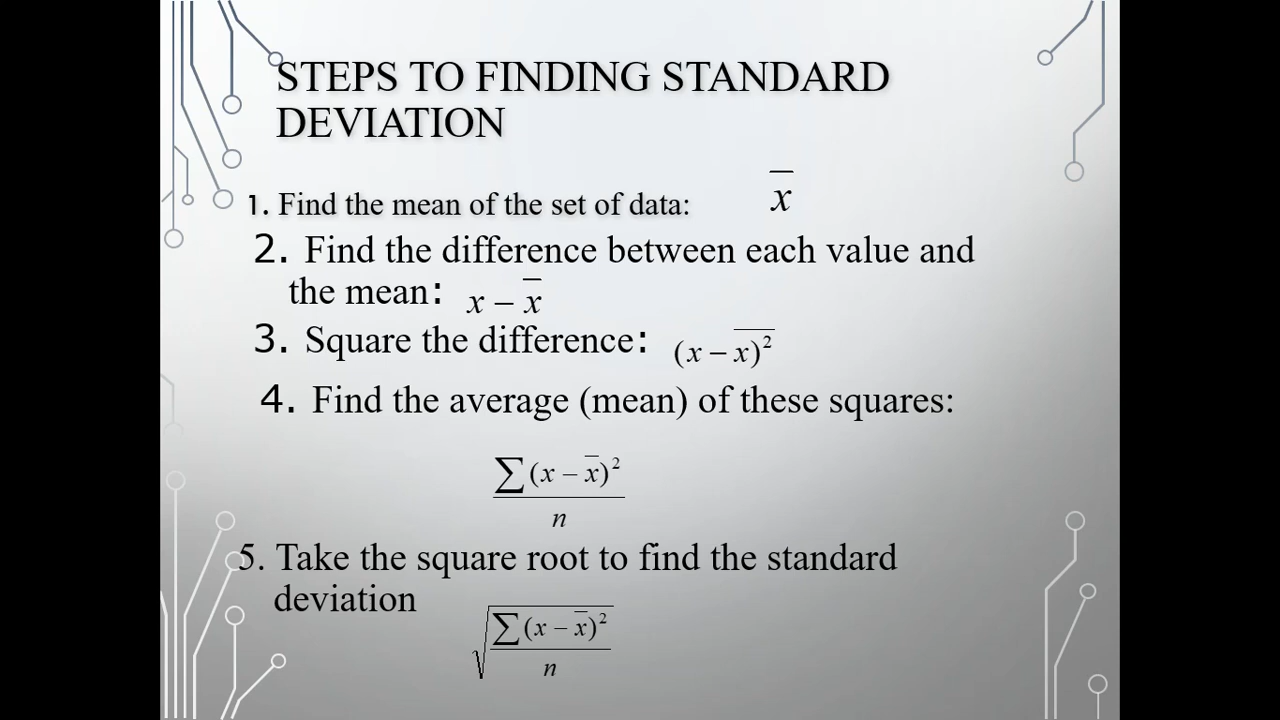 STEPS TO FINDING STANDARD
DEVIATION
1. Find the mean of the set of data: x̅
2. Find the difference between each value and
the mean: x − x̅
3. Square the difference: (x − x̅)̅²̅
4. Find the average (mean) of these squares:
∑(x − x̅)²
n
5. Take the square root to find the standard
deviation
√∑(x − x̅)²
n